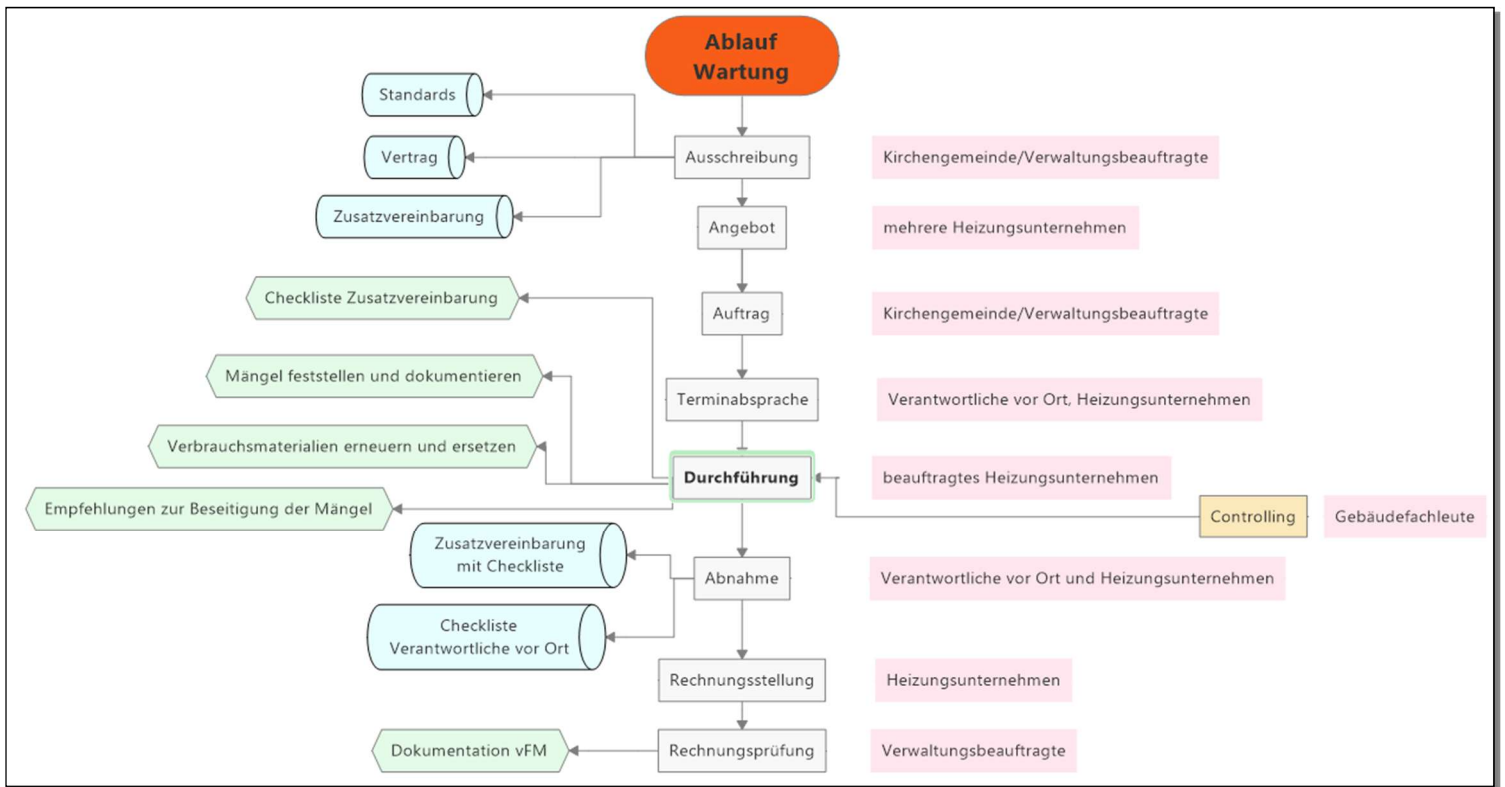 Ablauf
Wartung
Standards
Vertrag
Ausschreibung
Kirchengemeinde/Verwaltungsbeauftragte
Zusatzvereinbarung
Angebot
mehrere Heizungsunternehmen
Checkliste Zusatzvereinbarung
Auftrag
Kirchengemeinde/Verwaltungsbeauftragte
Mängel feststellen und dokumentieren
Terminabsprache
Verantwortliche vor Ort, Heizungsunternehmen
Verbrauchsmaterialien erneuern und ersetzen
Durchführung
beauftragtes Heizungsunternehmen
Empfehlungen zur Beseitigung der Mängel
Controlling
Gebäudefachleute
Zusatzvereinbarung
mit Checkliste
Abnahme
Verantwortliche vor Ort und Heizungsunternehmen
Checkliste
Verantwortliche vor Ort
Rechnungsstellung
Heizungsunternehmen
Dokumentation vFM
Rechnungsprüfung
Verwaltungsbeauftragte